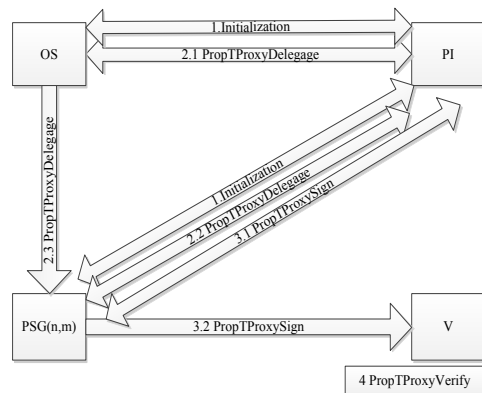 1.Initialization
OS
PI
2.1 PropTProxyDelegage
2.3 PropTProxyDelegage
1.Initialization
2.2 PropTProxyDelegage
3.1 PropTProxySign
PSG(n,m)
3.2 PropTProxySign
V
4 PropTProxyVerify